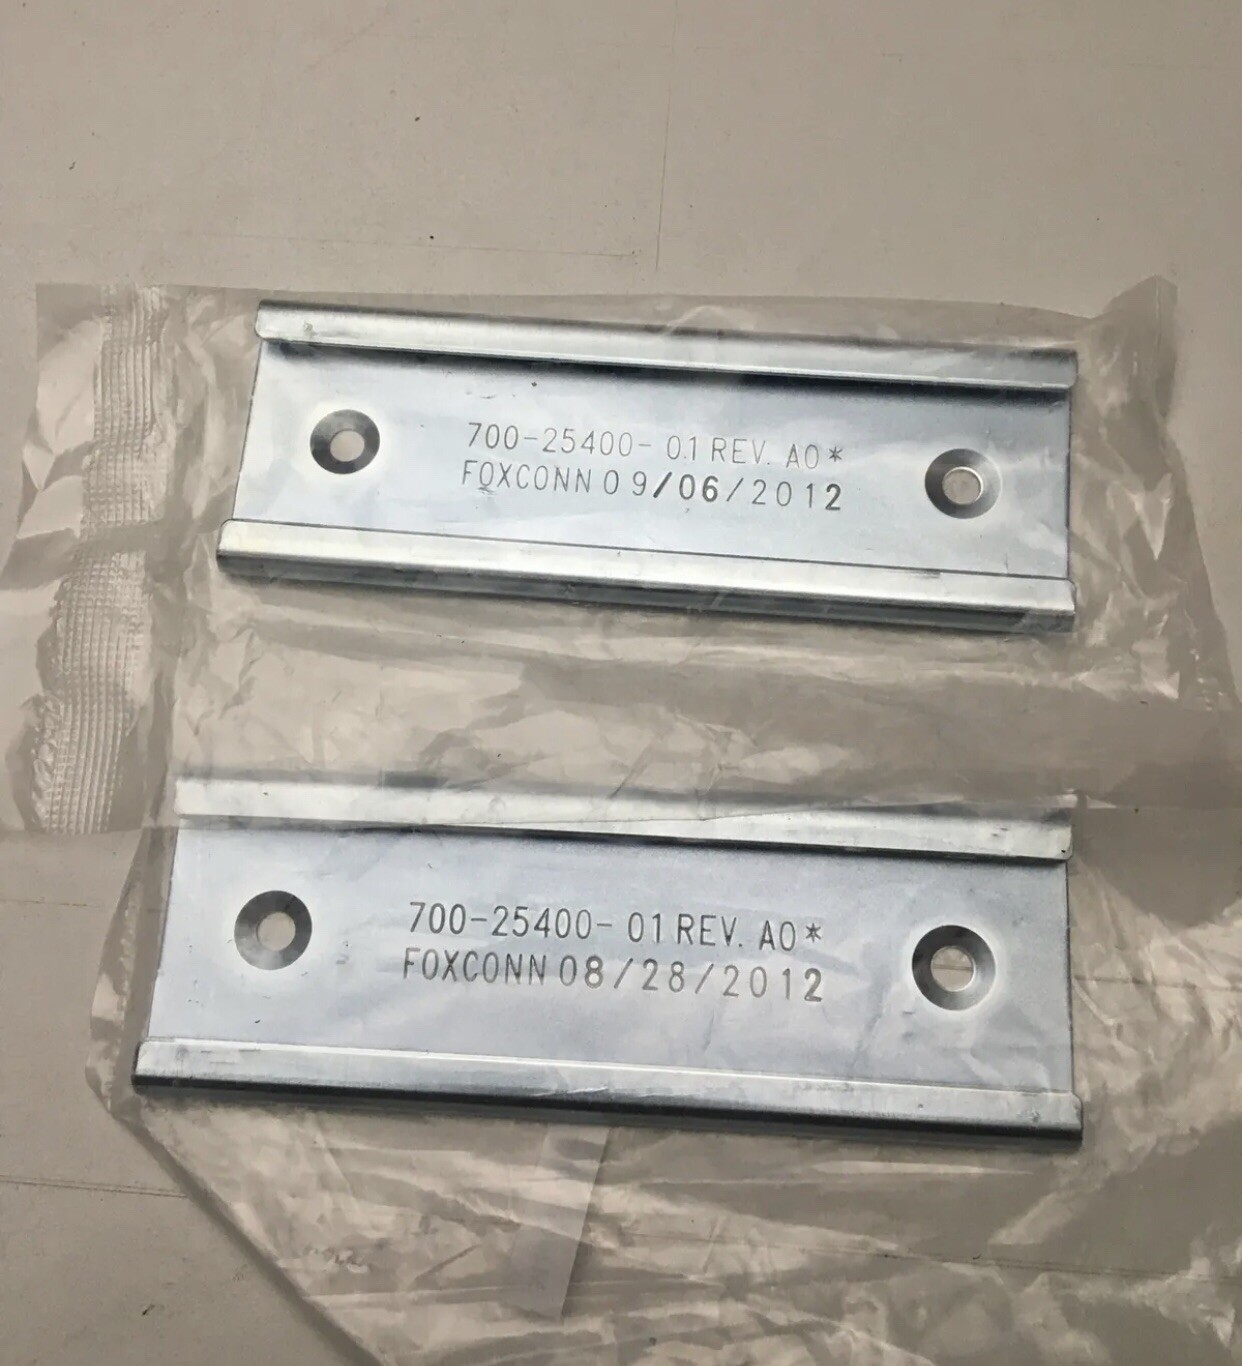 700-25400-01 REV. A0*
FOXCONN 09/06/2012
700-25400-01 REV. A0*
FOXCONN 08/28/2012